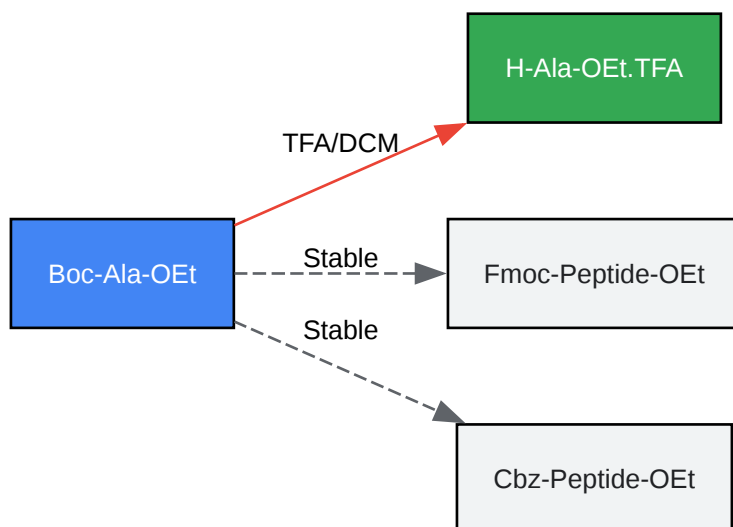 H-Ala-OEt.TFA
TFA/DCM
Boc-Ala-OEt
Stable
Fmoc-Peptide-OEt
Stable
Cbz-Peptide-OEt